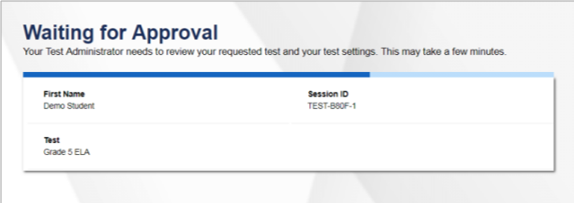 Waiting for Approval
Your Test Administrator needs to review your requested test and your test settings. This may take a few minutes.
First Name
Demo Student
Session ID
TEST-B80F-1
Test
Grade 5 ELA